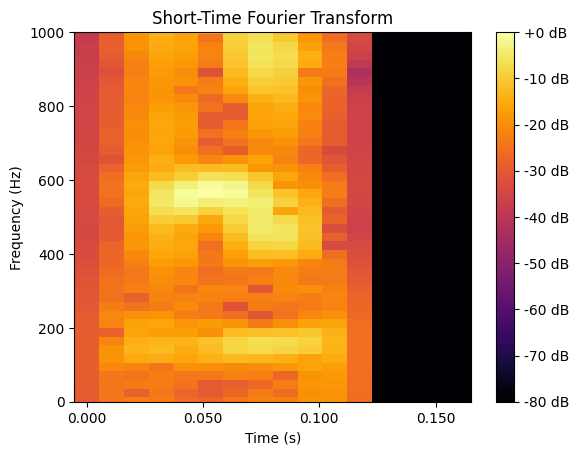 Short-Time Fourier Transform
1000
800
600
400
200
0
Frequency (Hz)
0.000
0.050
0.100
0.150
Time (s)
+0 dB
-10 dB
-20 dB
-30 dB
-40 dB
-50 dB
-60 dB
-70 dB
-80 dB